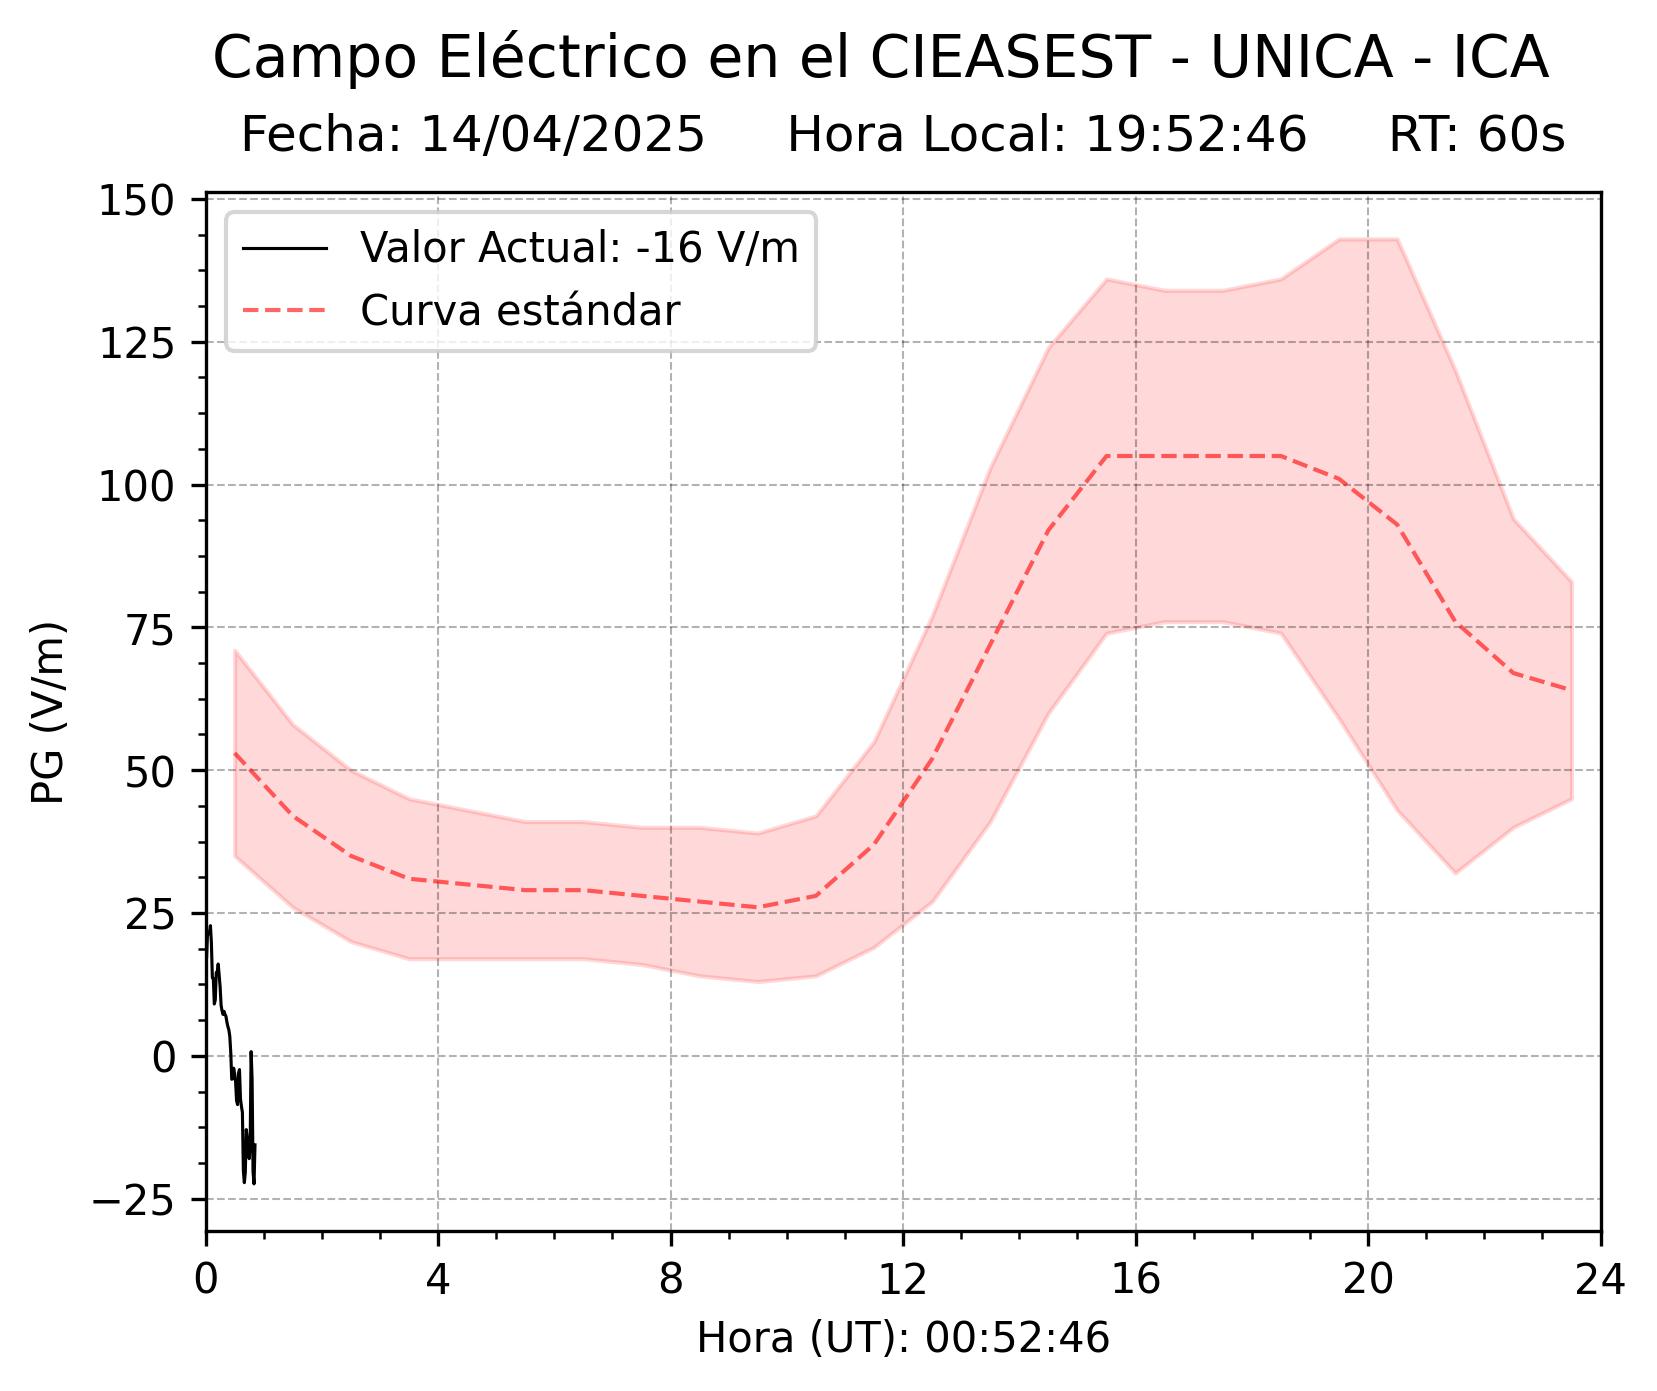 Campo Eléctrico en el CIEASEST - UNICA - ICA
Fecha: 14/04/2025 Hora Local: 19:52:46 RT: 60s
Valor Actual: -16 V/m
Curva estándar
150
125
100
75
50
25
0
−25
PG (V/m)
0 4 8 12 16 20 24
Hora (UT): 00:52:46